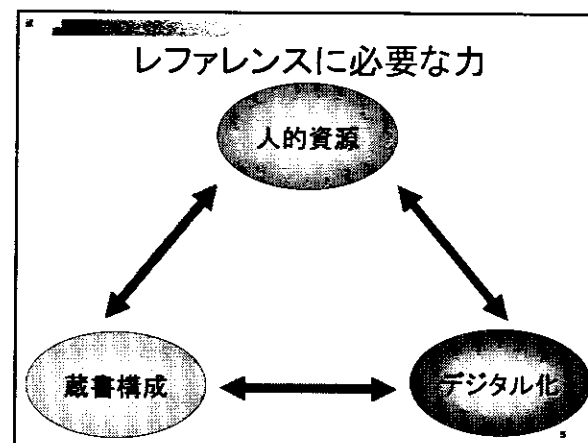 レファレンスに必要な力
人的資源
蔵書構成
デジタル化
5